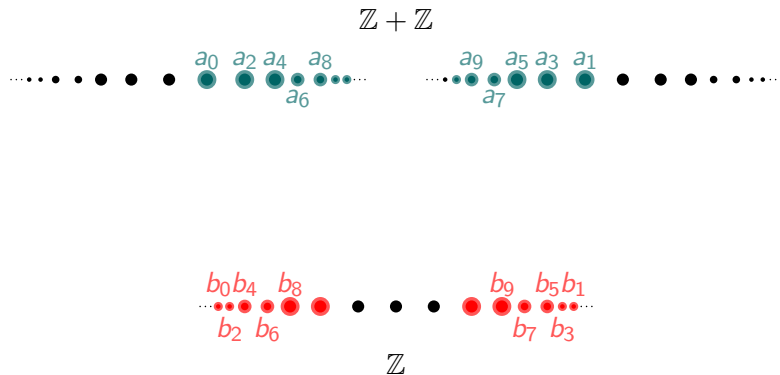 ℤ + ℤ
a₀ a₂ a₄ a₈ a₉ a₅ a₃ a₁
a₆ a₇
b₀ b₄ b₈ b₉ b₅ b₁
b₂ b₆ b₇ b₃
ℤ